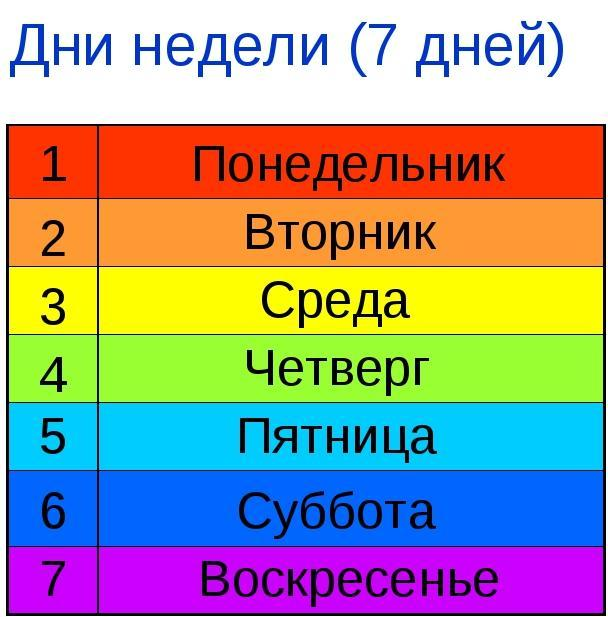 Дни недели (7 дней)
1 Понедельник
2 Вторник
3 Среда
4 Четверг
5 Пятница
6 Суббота
7 Воскресенье